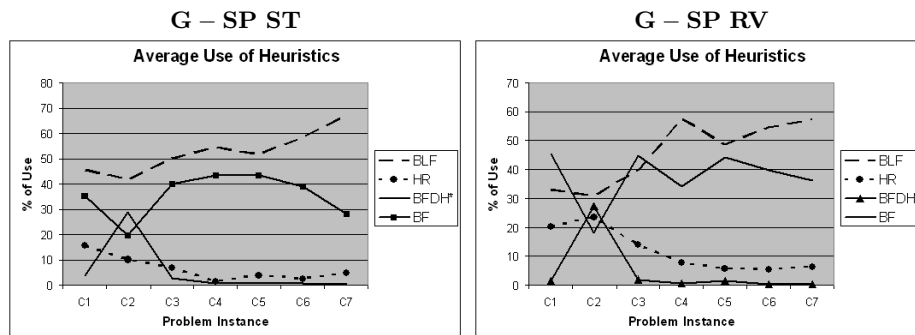 G – SP ST
Average Use of Heuristics
80
70
60
50
40
30
20
10
0
% of Use
C1 C2 C3 C4 C5 C6 C7
Problem Instance
BLF
HR
BFDH*
BF
G – SP RV
Average Use of Heuristics
70
60
50
40
30
20
10
0
% of Use
C1 C2 C3 C4 C5 C6 C7
Problem Instance
BLF
HR
BFDH
BF